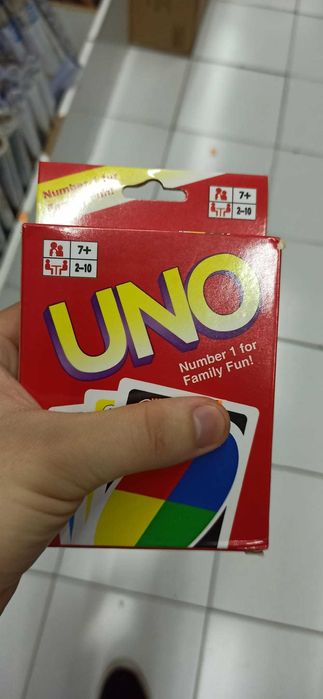 Number 1 for
7+
2-10
7+
2-10
UNO
Number 1 for
Family Fun!